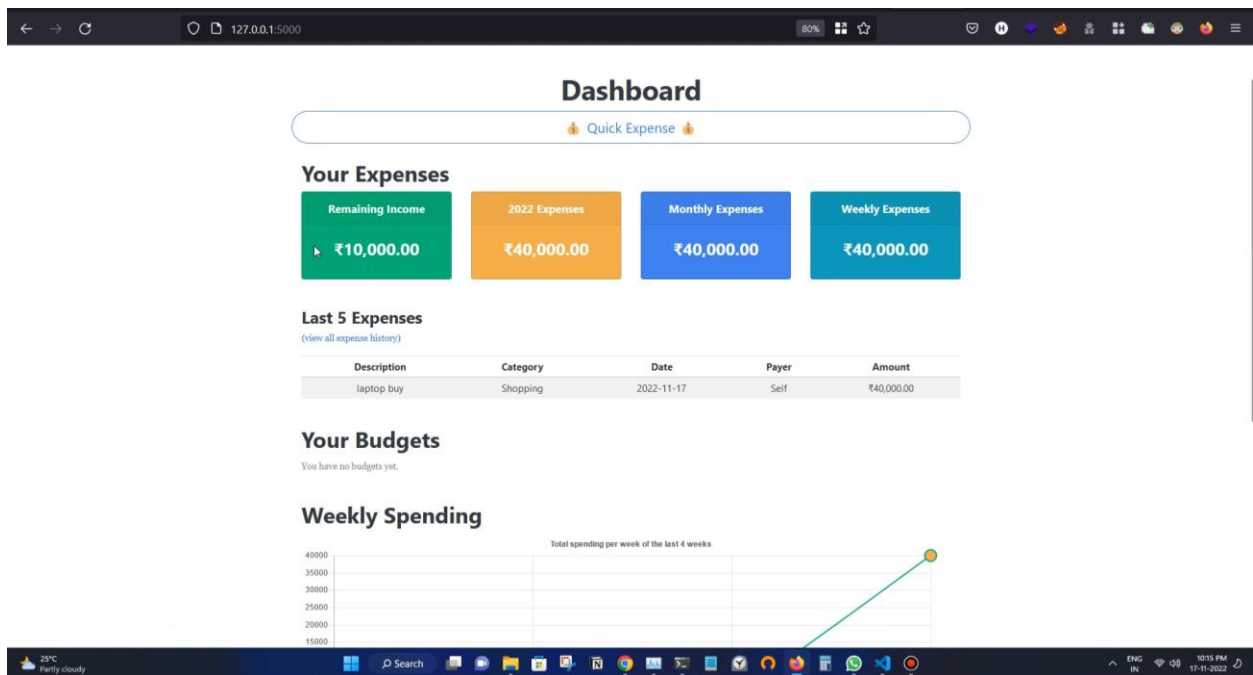 127.0.0.1:5000
80%
Dashboard
Quick Expense
Your Expenses
Remaining Income
₹10,000.00
2022 Expenses
₹40,000.00
Monthly Expenses
₹40,000.00
Weekly Expenses
₹40,000.00
Last 5 Expenses
(view all expense history)
Description Category Date Payer Amount
laptop buy Shopping 2022-11-17 Self ₹40,000.00
Your Budgets
You have no budgets yet.
Weekly Spending
Total spending per week of the last 4 weeks
40000
35000
30000
25000
20000
15000
25°C
Partly cloudy
Search
ENG
IN
10:15 PM
17-11-2022